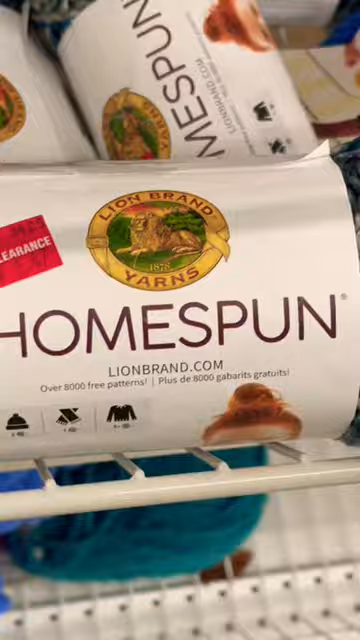 MESPUN
LIONBRAND.COM
LION BRAND
1878
YARNS
LEARANCE
HOMESPUN®
LIONBRAND.COM
Over 8000 free patterns! | Plus de 8000 gabarits gratuits!